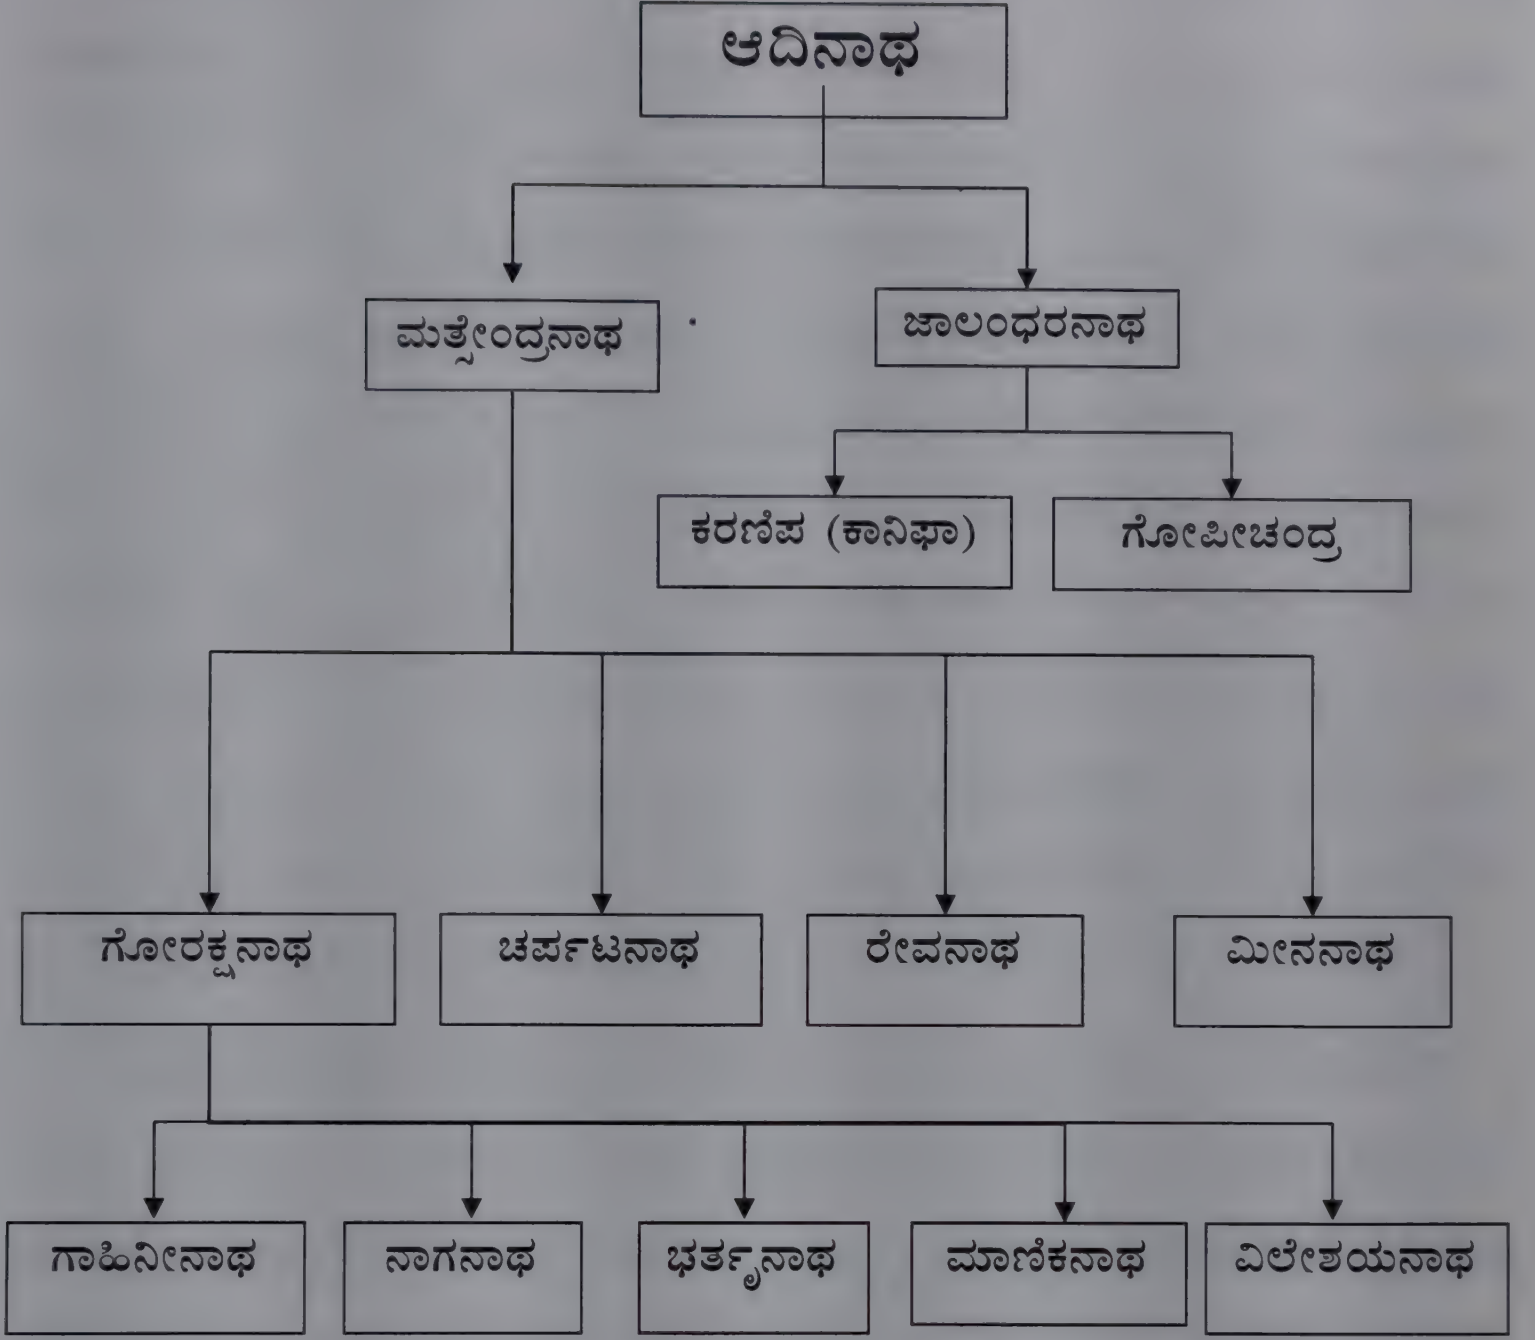 ಆದಿನಾಥ
ಮತ್ಸೇಂದ್ರನಾಥ
ಜಾಲಂಧರನಾಥ
ಕರಣಿಪ (ಕಾನಿಫಾ)
ಗೋಪೀಚಂದ್ರ
ಗೋರಕ್ಷನಾಥ
ಚರ್ಪಟನಾಥ
ರೇವನಾಥ
ಮೀನನಾಥ
ಗಾಹಿನೀನಾಥ
ನಾಗನಾಥ
ಭರ್ತೃನಾಥ
ಮಾಣಿಕನಾಥ
ವಿಲೇಶಯನಾಥ